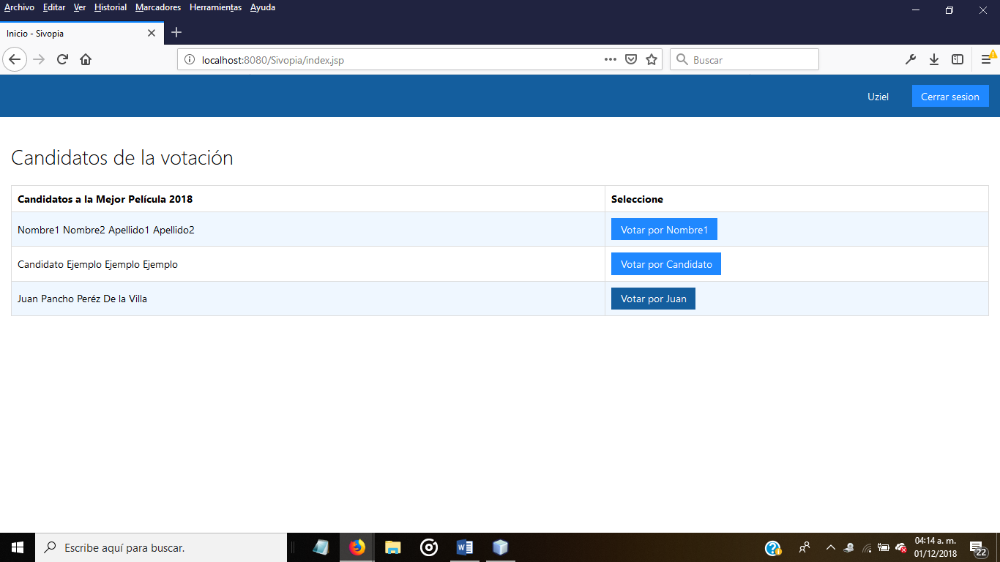 Archivo Editar Ver Historial Marcadores Herramientas Ayuda
Inicio - Sivopia
localhost:8080/Sivopia/index.jsp
Buscar
Uziel
Cerrar sesion
Candidatos de la votación
Candidatos a la Mejor Película 2018 Seleccione
Nombre1 Nombre2 Apellido1 Apellido2 Votar por Nombre1
Candidato Ejemplo Ejemplo Ejemplo Votar por Candidato
Juan Pancho Peréz De la Villa Votar por Juan
Escribe aquí para buscar.
04:14 a. m.
01/12/2018
22